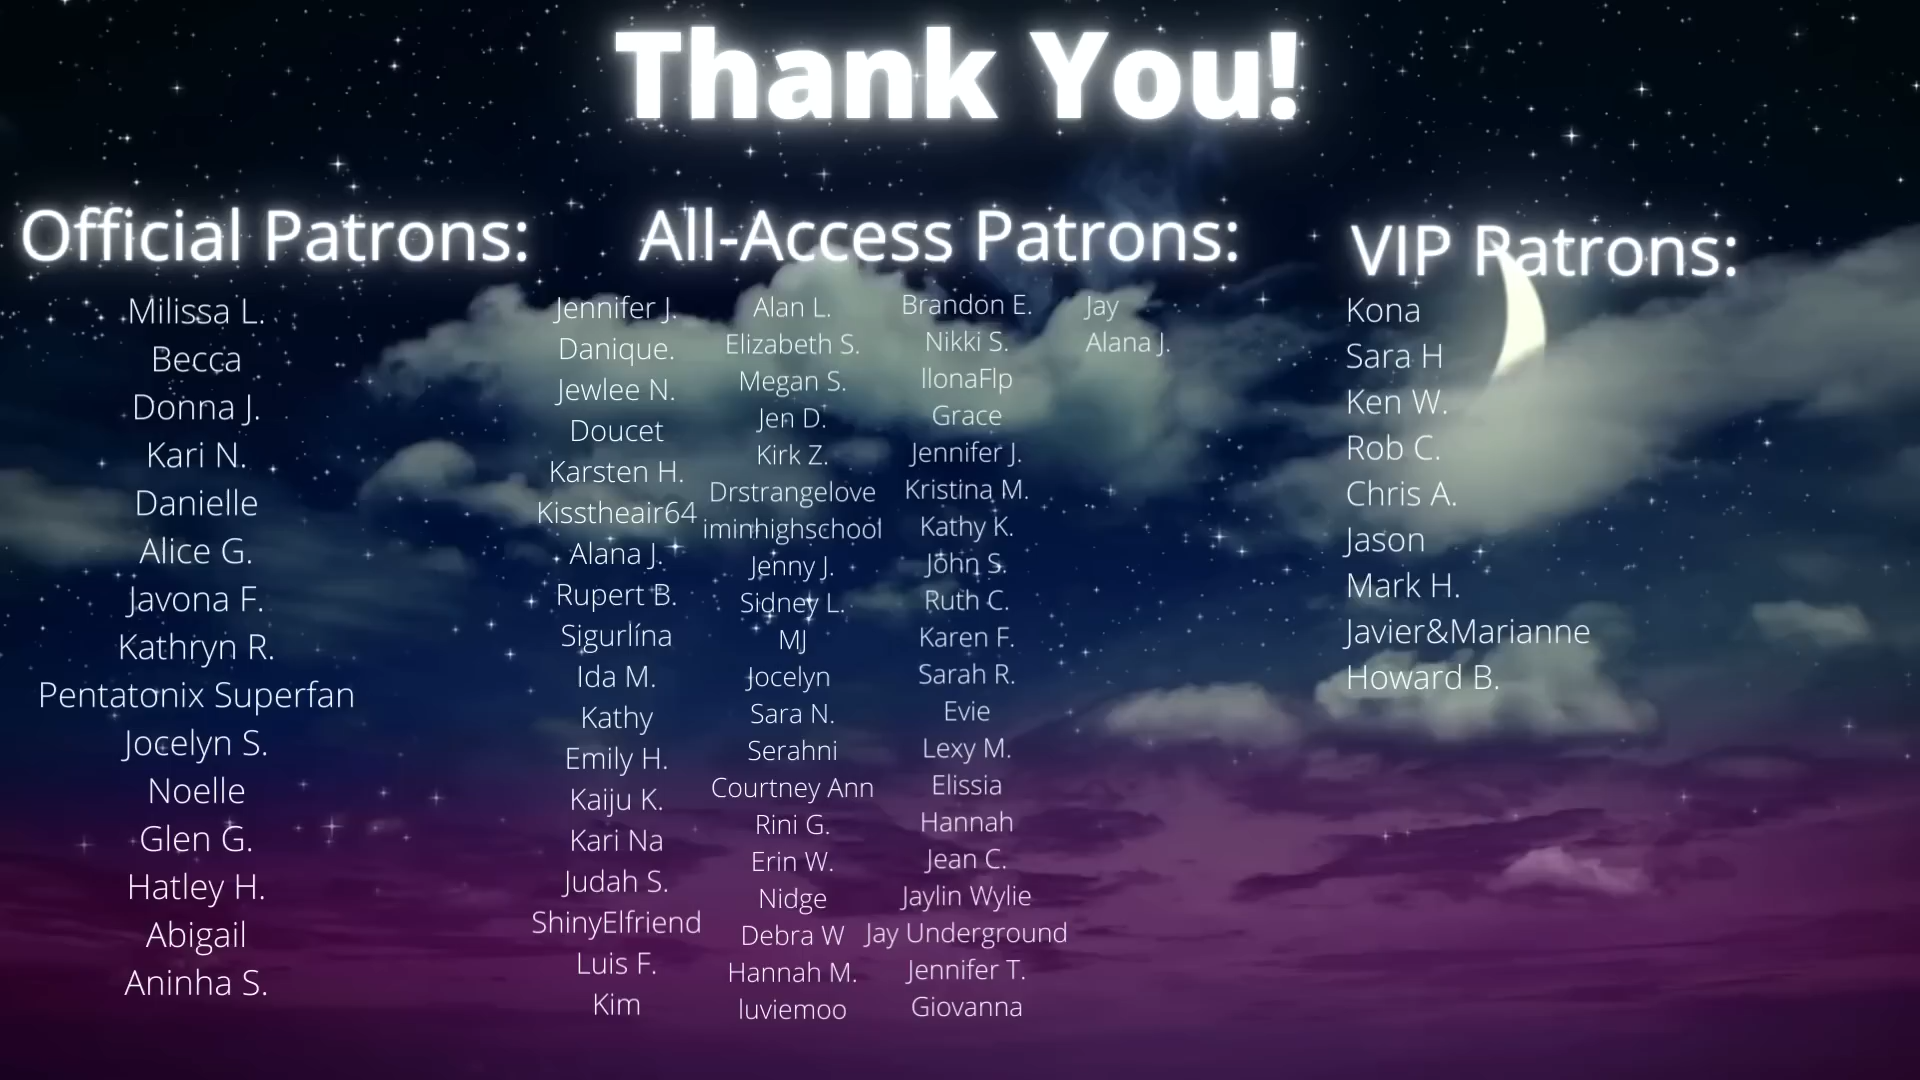 Thank You!
Official Patrons:
Milissa L.
Becca
Donna J.
Kari N.
Danielle
Alice G.
Javona F.
Kathryn R.
Pentatonix Superfan
Jocelyn S.
Noelle
Glen G.
Hatley H.
Abigail
Aninha S.
All-Access Patrons:
Jennifer J.
Danique.
Jewlee N.
Doucet
Karsten H.
Kisstheair64
Alana J.
Rupert B.
Sigurlína
Ida M.
Kathy
Emily H.
Kaiju K.
Kari Na
Judah S.
ShinyElfriend
Luis F.
Kim
Alan L.
Elizabeth S.
Megan S.
Jen D.
Kirk Z.
Drstrangelove
iminhighschool
Jenny J.
Sidney L.
MJ
Jocelyn
Sara N.
Serahni
Courtney Ann
Rini G.
Erin W.
Nidge
Debra W
Hannah M.
luviemoo
Brandon E.
Nikki S.
llonaFlp
Grace
Jennifer J.
Kristina M.
Kathy K.
John S.
Ruth C.
Karen F.
Sarah R.
Evie
Lexy M.
Elissia
Hannah
Jean C.
Jaylin Wylie
Jay Underground
Jennifer T.
Giovanna
Jay
Alana J.
VIP Patrons:
Kona
Sara H
Ken W.
Rob C.
Chris A.
Jason
Mark H.
Javier&Marianne
Howard B.